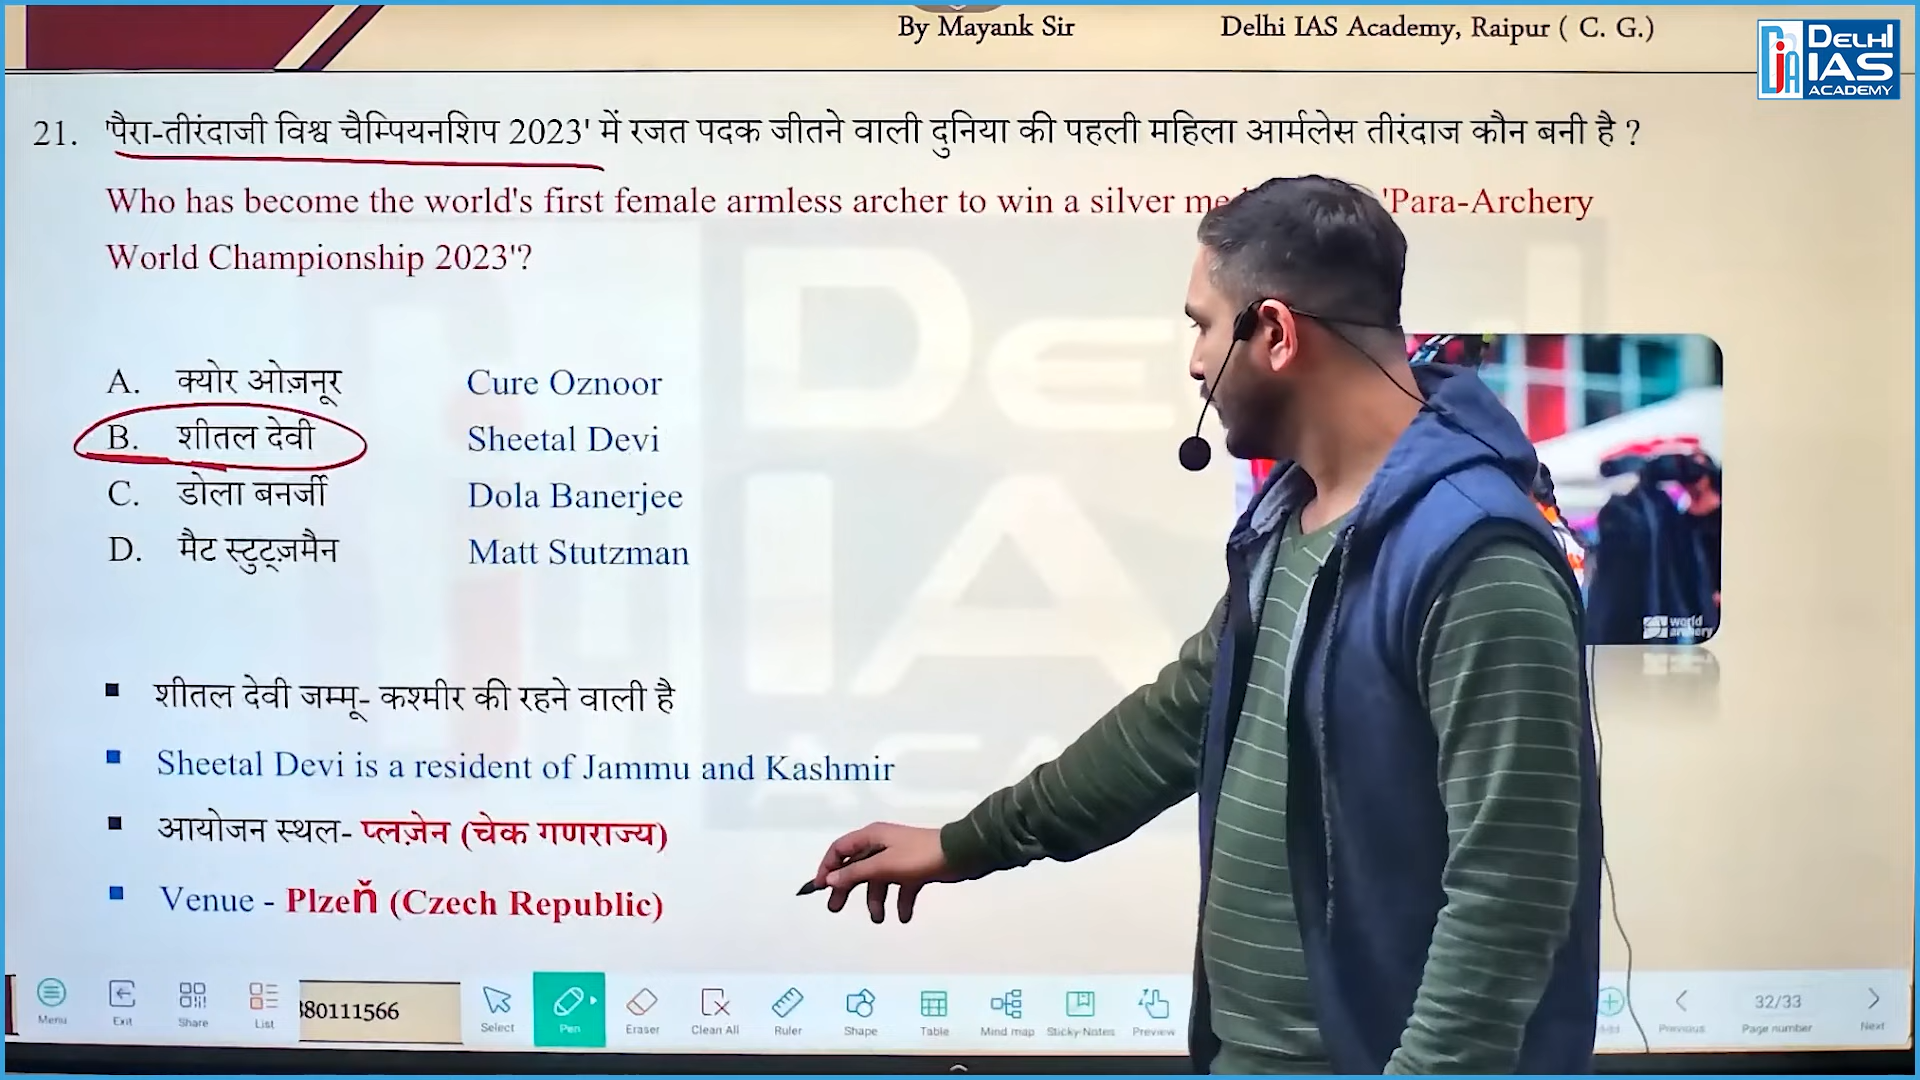 By Mayank Sir Delhi IAS Academy, Raipur ( C. G.)
DELHI
IAS
ACADEMY
21. 'पैरा-तीरंदाजी विश्व चैम्पियनशिप 2023' में रजत पदक जीतने वाली दुनिया की पहली महिला आर्मलेस तीरंदाज कौन बनी है ?
Who has become the world's first female armless archer to win a silver me 'Para-Archery
World Championship 2023'?
A. क्योर ओज़नूर Cure Oznoor
B. शीतल देवी Sheetal Devi
C. डोला बनर्जी Dola Banerjee
D. मैट स्टुट्ज़मैन Matt Stutzman
world
archery
शीतल देवी जम्मू- कश्मीर की रहने वाली है
Sheetal Devi is a resident of Jammu and Kashmir
आयोजन स्थल- प्लज़ेन (चेक गणराज्य)
Venue - Plzeň (Czech Republic)
Menu Exit Share List 380111566 Select Pen Eraser Clean All Ruler Shape Table Mind map Sticky Notes Preview Add Previous 32/33 Page number Next